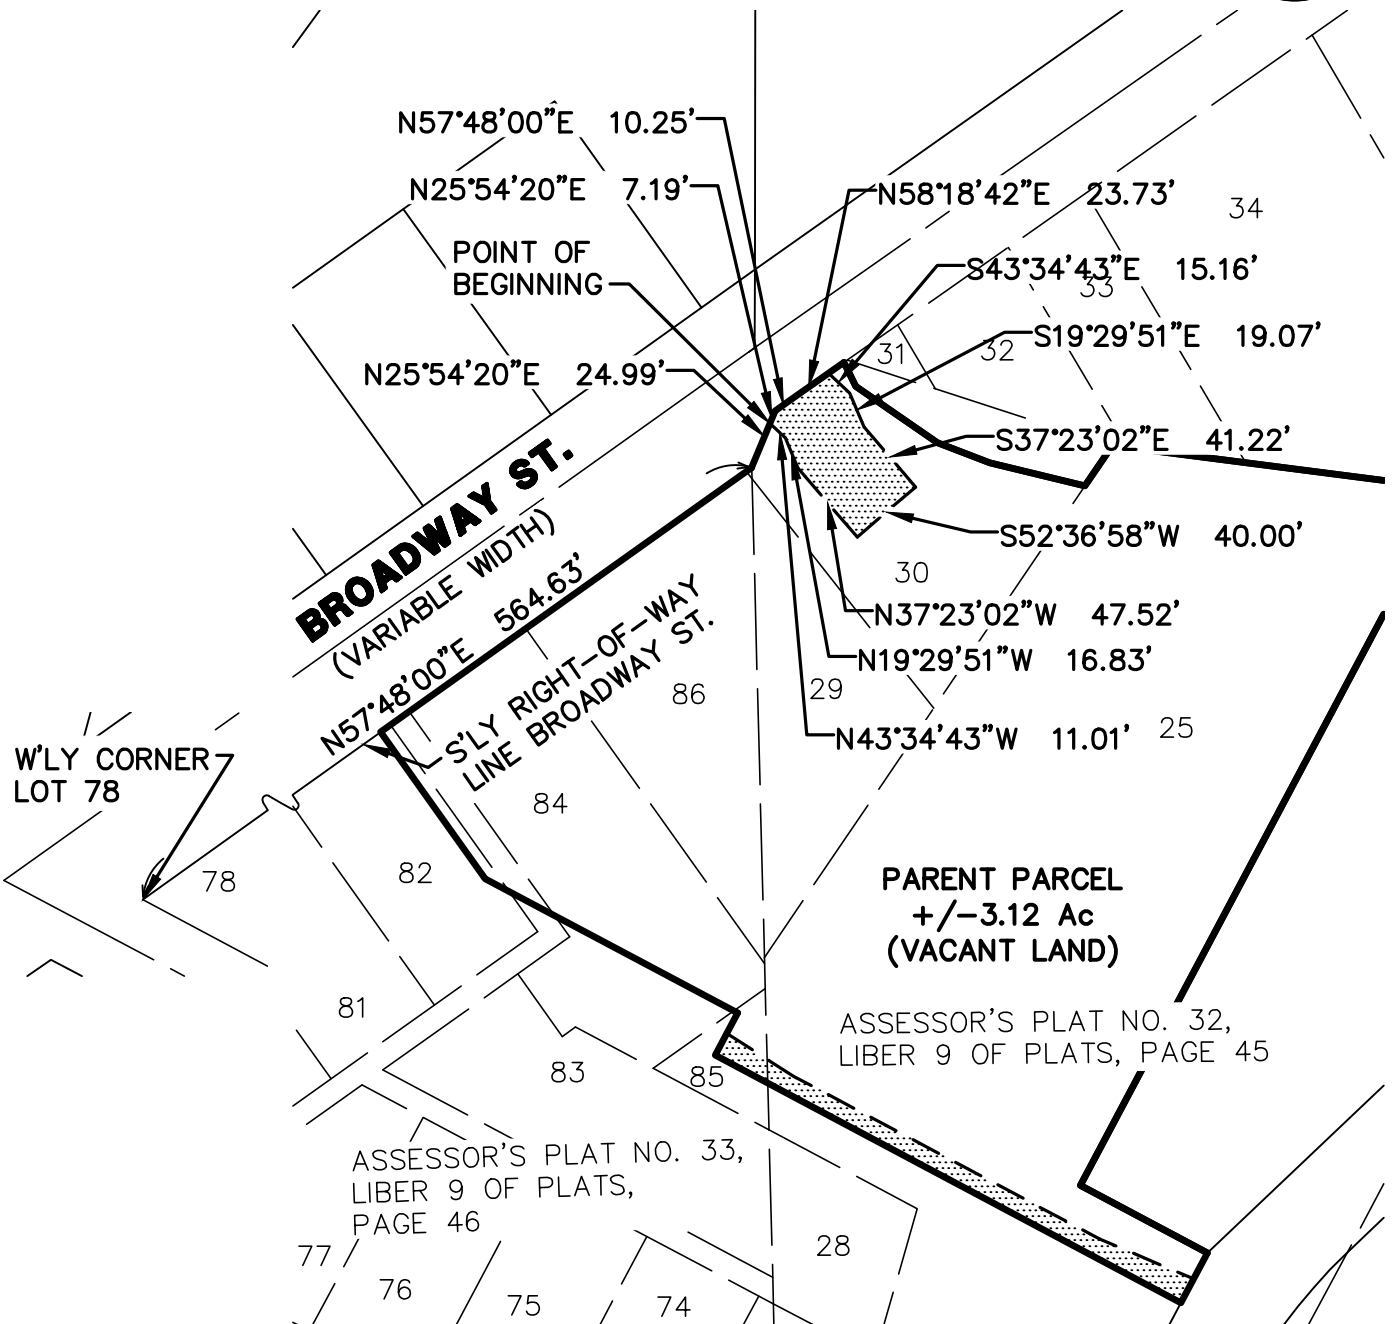 N57°48'00"E 10.25'
N25°54'20"E 7.19'
N58°18'42"E 23.73'
34
POINT OF
BEGINNING
S43°34'43"E 15.16'
33
S19°29'51"E 19.07'
31
32
N25°54'20"E 24.99'
S37°23'02"E 41.22'
BROADWAY ST.
(VARIABLE WIDTH)
S52°36'58"W 40.00'
30
N57°48'00"E 564.63'
N37°23'02"W 47.52'
N19°29'51"W 16.83'
S'LY RIGHT-OF-WAY
LINE BROADWAY ST.
86
29
N43°34'43"W 11.01'
25
W'LY CORNER
LOT 78
84
78
82
PARENT PARCEL
+/-3.12 Ac
(VACANT LAND)
81
ASSESSOR'S PLAT NO. 32,
LIBER 9 OF PLATS, PAGE 45
83
85
ASSESSOR'S PLAT NO. 33,
LIBER 9 OF PLATS,
PAGE 46
77
28
76
75
74